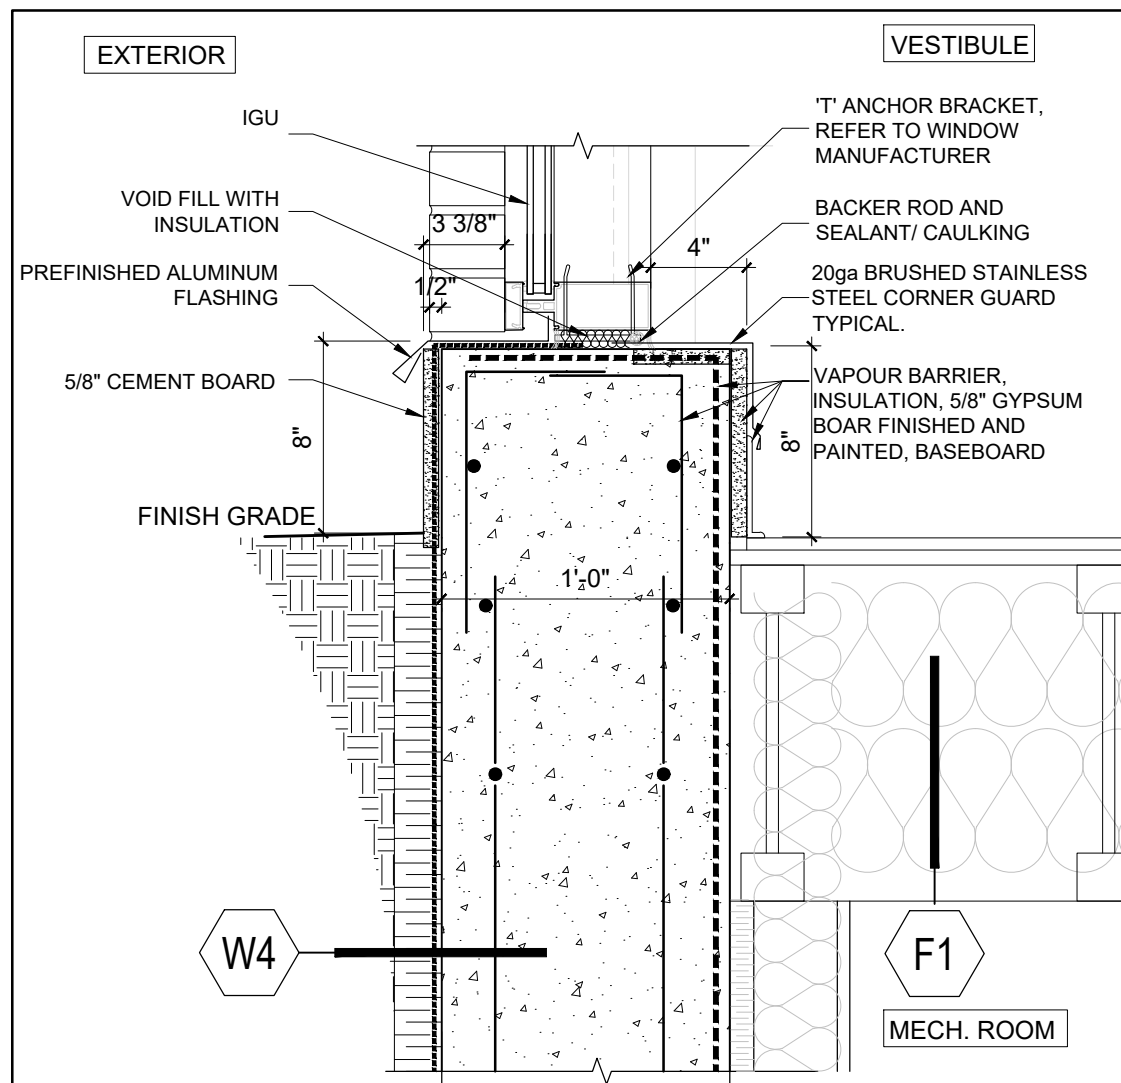 EXTERIOR
VESTIBULE
IGU
'T' ANCHOR BRACKET,
REFER TO WINDOW
MANUFACTURER
VOID FILL WITH
INSULATION
3 3/8"
BACKER ROD AND
SEALANT/ CAULKING
4"
PREFINISHED ALUMINUM
FLASHING
1/2"
20ga BRUSHED STAINLESS
STEEL CORNER GUARD
TYPICAL.
5/8" CEMENT BOARD
VAPOUR BARRIER,
INSULATION, 5/8" GYPSUM
BOAR FINISHED AND
PAINTED, BASEBOARD
8"
8"
FINISH GRADE
1'-0"
W4
F1
MECH. ROOM